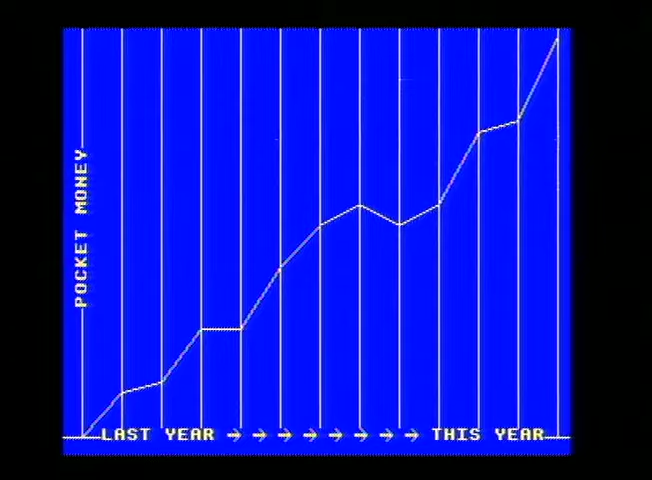 POCKET MONEY
LAST YEAR → → → → → → → → THIS YEAR